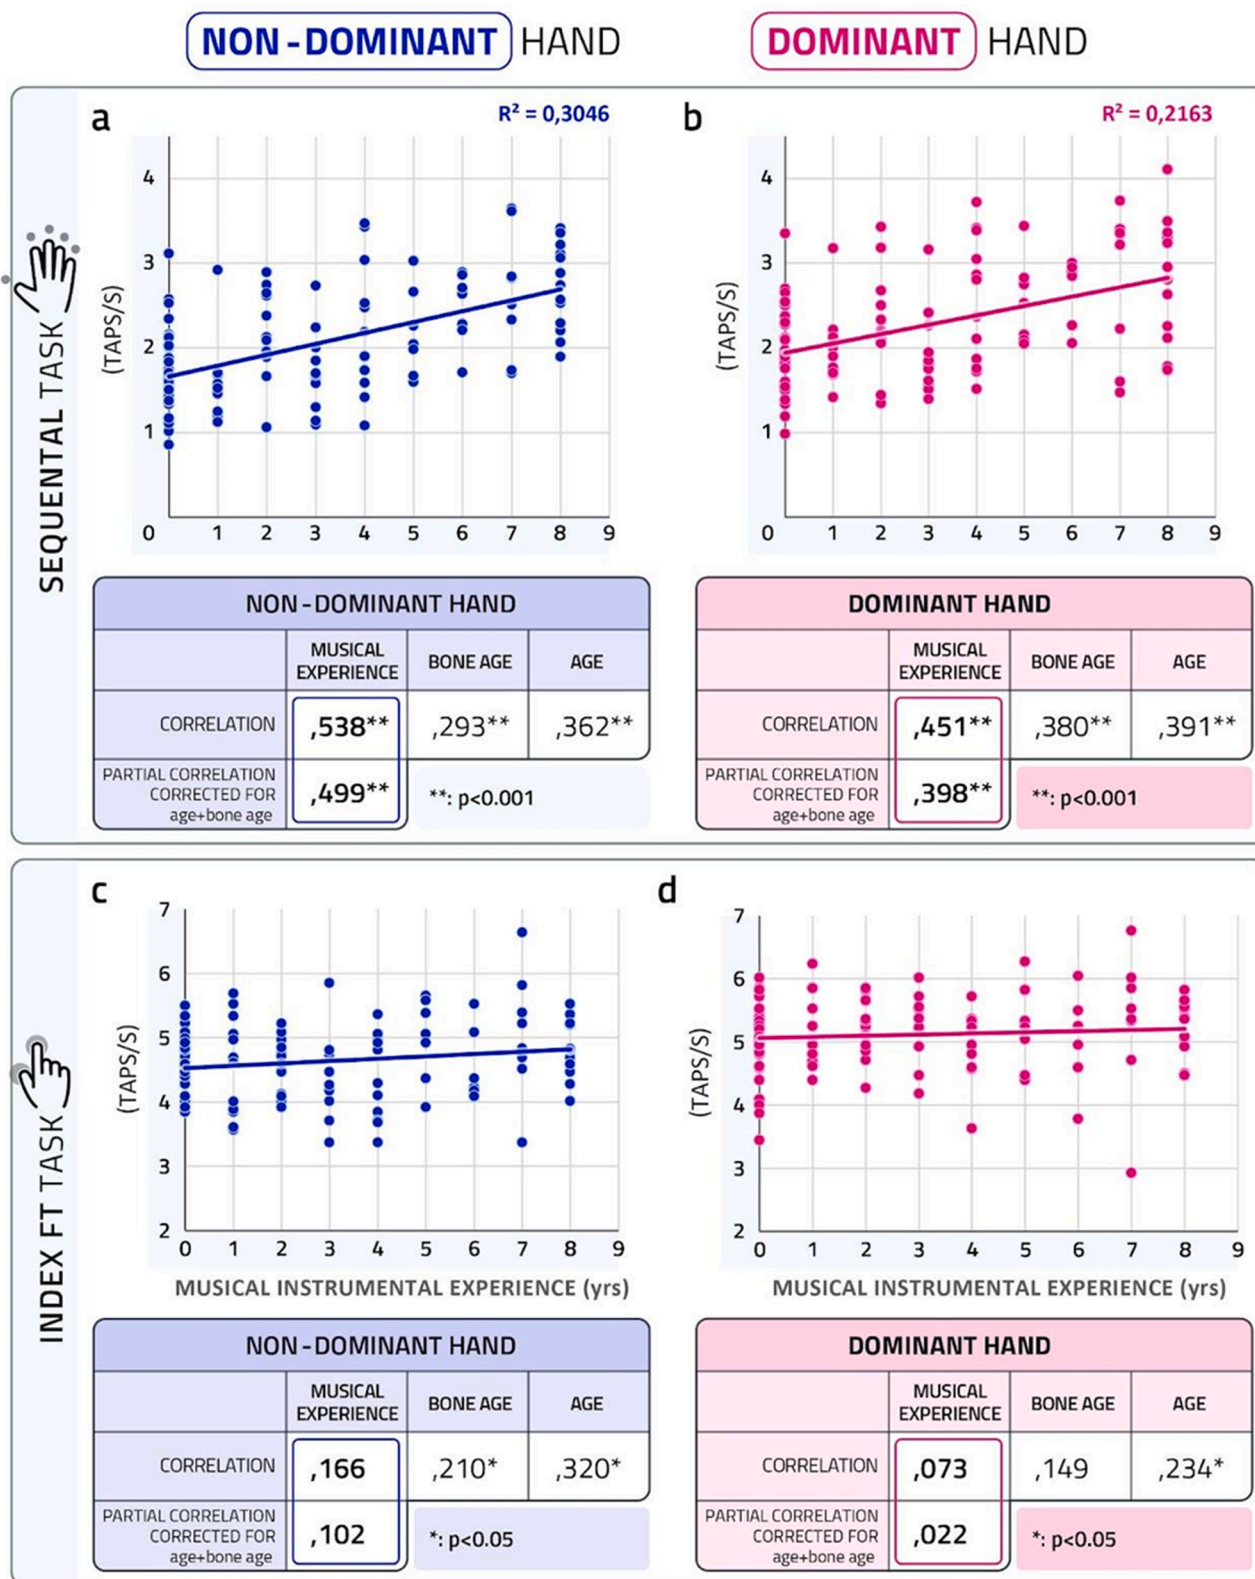 NON-DOMINANT HAND
DOMINANT HAND
SEQUENTAL TASK
a
R² = 0,3046
(TAPS/S)
4
3
2
1
0 1 2 3 4 5 6 7 8 9
b
R² = 0,2163
(TAPS/S)
4
3
2
1
0 1 2 3 4 5 6 7 8 9
NON-DOMINANT HAND
MUSICAL EXPERIENCE BONE AGE AGE
CORRELATION ,538** ,293** ,362**
PARTIAL CORRELATION
CORRECTED FOR
age+bone age
,499**
**: p<0.001
DOMINANT HAND
MUSICAL EXPERIENCE BONE AGE AGE
CORRELATION ,451** ,380** ,391**
PARTIAL CORRELATION
CORRECTED FOR
age+bone age
,398**
**: p<0.001
INDEX FT TASK
c
(TAPS/S)
7
6
5
4
3
2
0 1 2 3 4 5 6 7 8 9
MUSICAL INSTRUMENTAL EXPERIENCE (yrs)
d
(TAPS/S)
7
6
5
4
3
2
0 1 2 3 4 5 6 7 8 9
MUSICAL INSTRUMENTAL EXPERIENCE (yrs)
NON-DOMINANT HAND
MUSICAL EXPERIENCE BONE AGE AGE
CORRELATION ,166 ,210* ,320*
PARTIAL CORRELATION
CORRECTED FOR
age+bone age
,102
*: p<0.05
DOMINANT HAND
MUSICAL EXPERIENCE BONE AGE AGE
CORRELATION ,073 ,149 ,234*
PARTIAL CORRELATION
CORRECTED FOR
age+bone age
,022
*: p<0.05